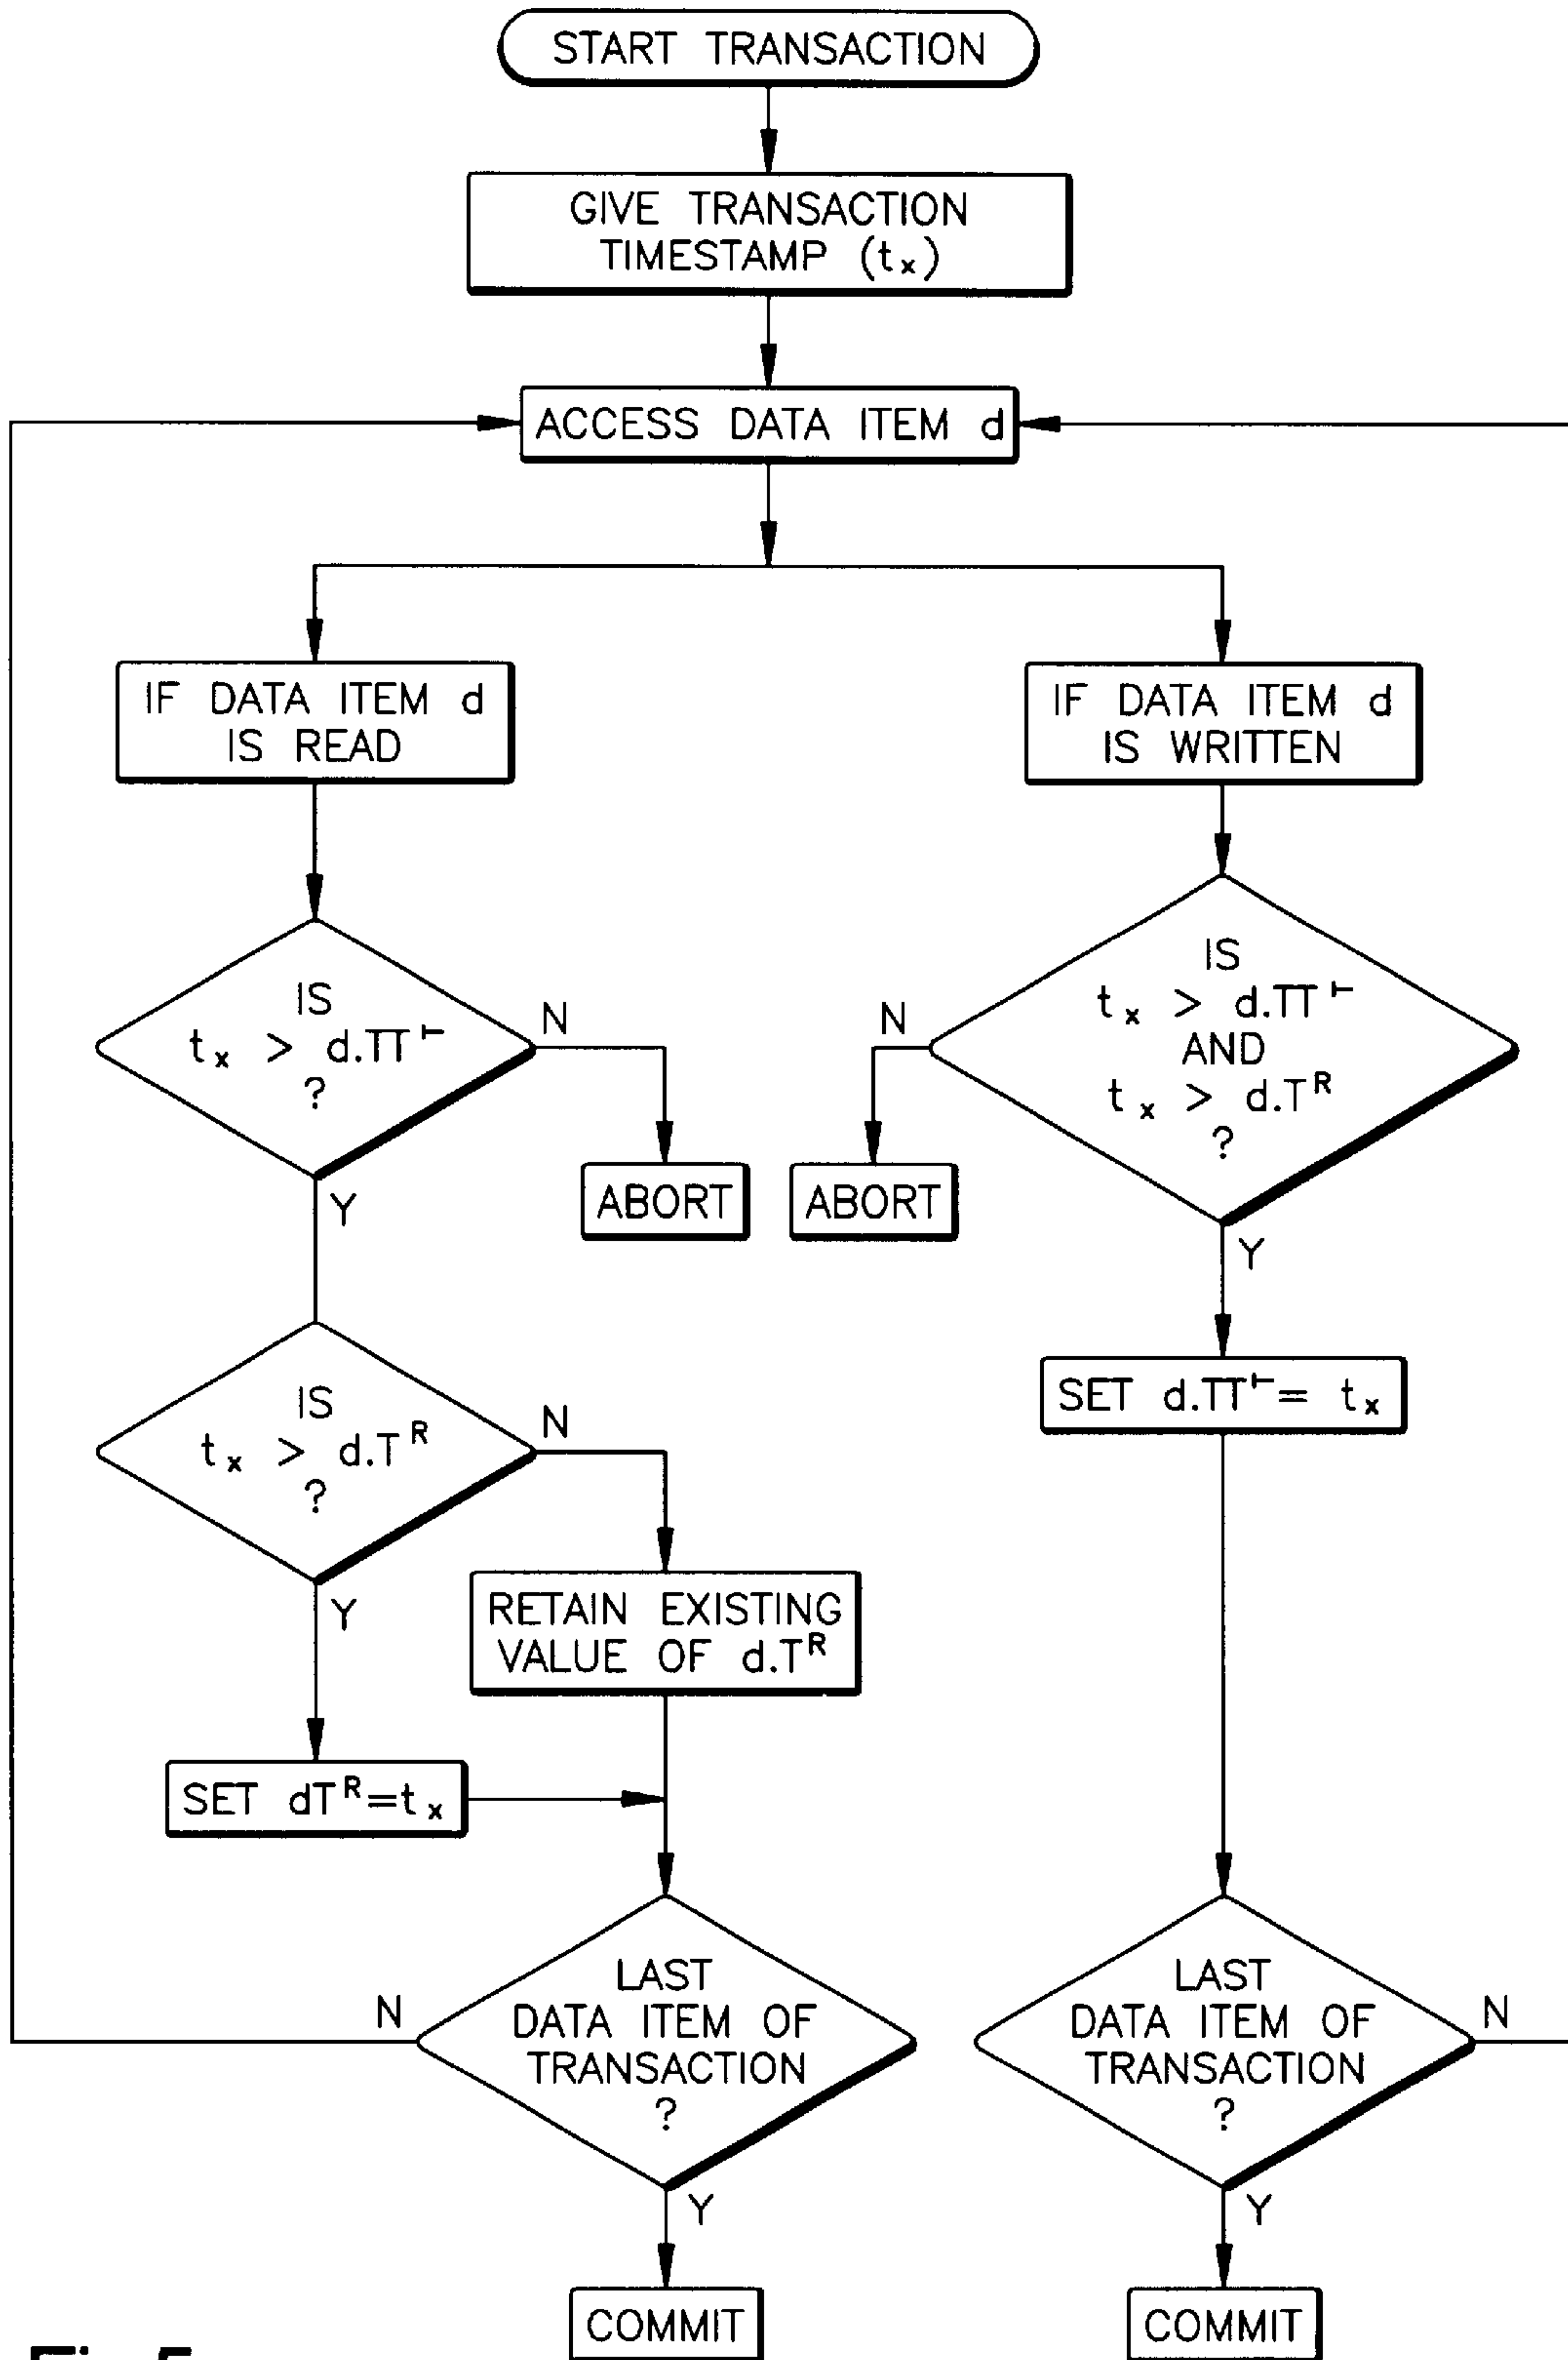 START TRANSACTION
GIVE TRANSACTION
TIMESTAMP (tₓ)
ACCESS DATA ITEM d
IF DATA ITEM d
IS READ
IF DATA ITEM d
IS WRITTEN
IS
tₓ > d.TT⊢
?
N
Y
IS
tₓ > d.TT⊢
AND
tₓ > d.Tᴿ
?
N
Y
ABORT
ABORT
IS
tₓ > d.Tᴿ
?
N
Y
SET d.TT⊢= tₓ
RETAIN EXISTING
VALUE OF d.Tᴿ
SET dTᴿ=tₓ
LAST
DATA ITEM OF
TRANSACTION
?
N
Y
LAST
DATA ITEM OF
TRANSACTION
?
N
Y
COMMIT
COMMIT